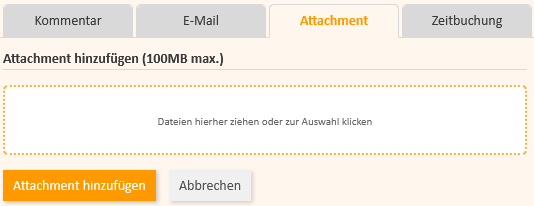 Kommentar E-Mail Attachment Zeitbuchung
Attachment hinzufügen (100MB max.)
Dateien hierher ziehen oder zur Auswahl klicken
Attachment hinzufügen Abbrechen